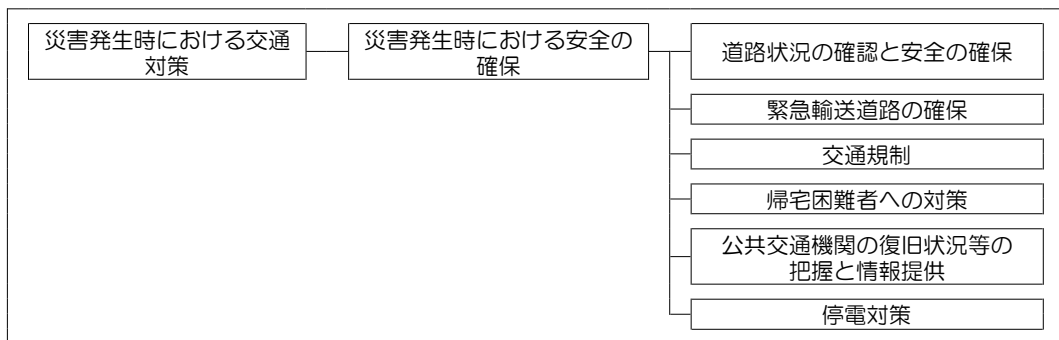 災害発生時における交通
対策
災害発生時における安全の
確保
道路状況の確認と安全の確保
緊急輸送道路の確保
交通規制
帰宅困難者への対策
公共交通機関の復旧状況等の
把握と情報提供
停電対策